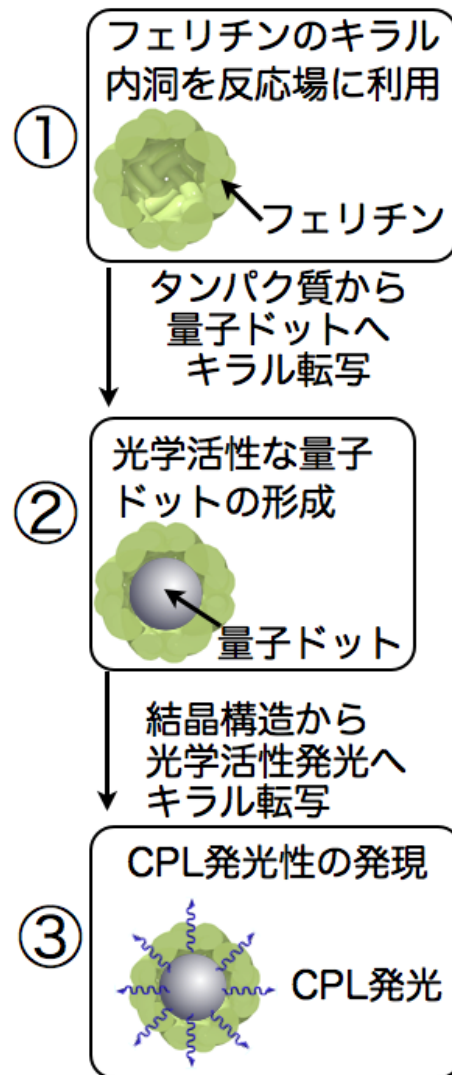 フェリチンのキラル
内洞を反応場に利用
①
フェリチン
タンパク質から
量子ドットへ
キラル転写
光学活性な量子
ドットの形成
②
量子ドット
結晶構造から
光学活性発光へ
キラル転写
CPL発光性の発現
③
CPL発光